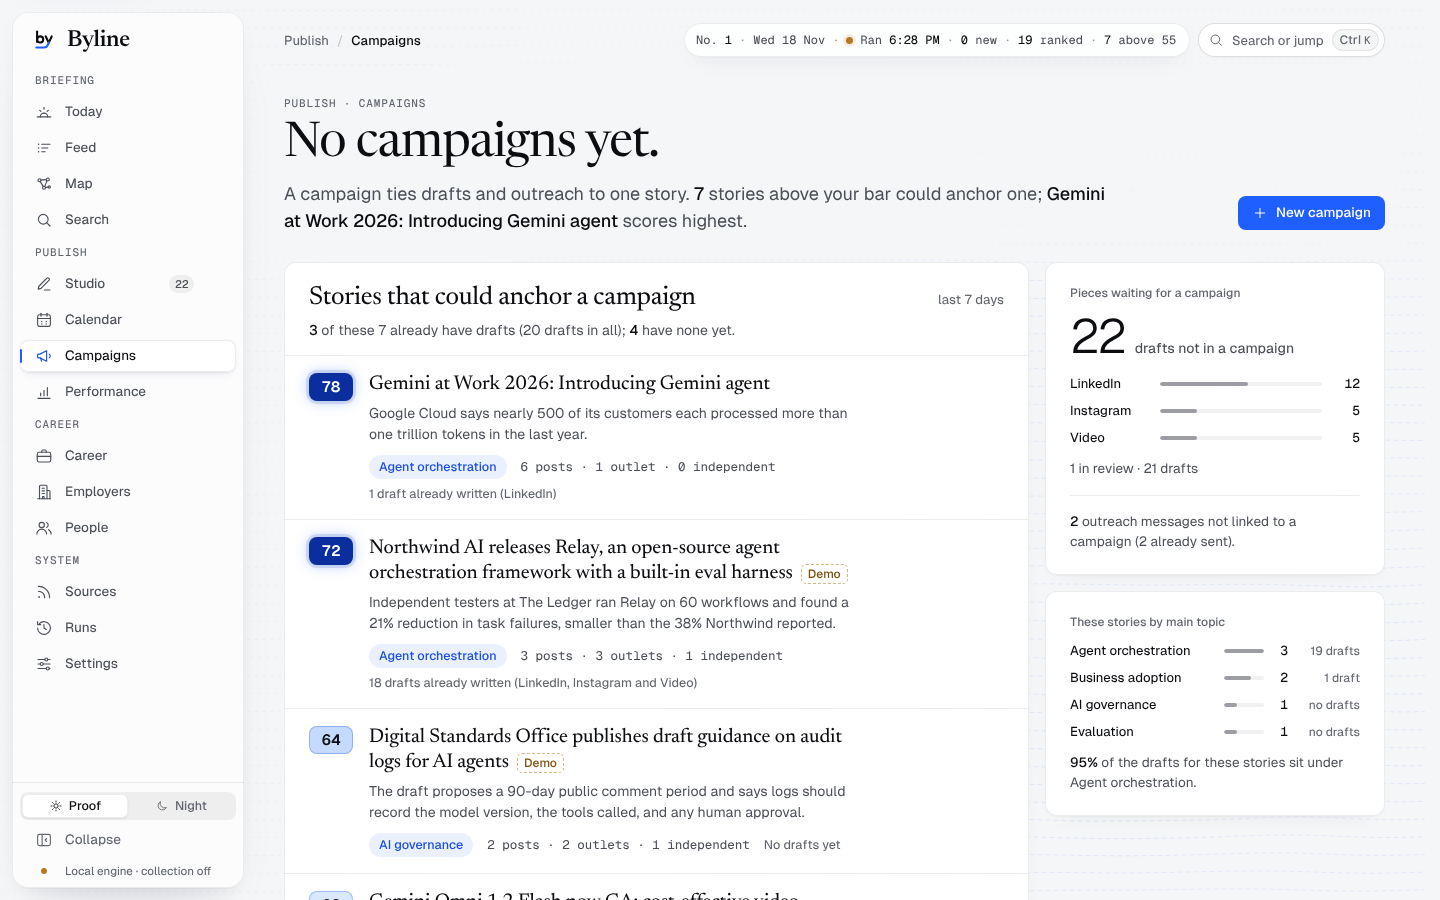 by Byline
BRIEFING
Today
Feed
Map
Search
PUBLISH
Studio 22
Calendar
Campaigns
Performance
CAREER
Career
Employers
People
SYSTEM
Sources
Runs
Settings
Proof Night
Collapse
Local engine · collection off
Publish / Campaigns
No. 1 · Wed 18 Nov · Ran 6:28 PM · 0 new · 19 ranked · 7 above 55
Search or jump Ctrl K
PUBLISH · CAMPAIGNS
No campaigns yet.
A campaign ties drafts and outreach to one story. 7 stories above your bar could anchor one; Gemini
at Work 2026: Introducing Gemini agent scores highest.
New campaign
Stories that could anchor a campaign
last 7 days
3 of these 7 already have drafts (20 drafts in all); 4 have none yet.
78 Gemini at Work 2026: Introducing Gemini agent
Google Cloud says nearly 500 of its customers each processed more than
one trillion tokens in the last year.
Agent orchestration 6 posts · 1 outlet · 0 independent
1 draft already written (LinkedIn)
72 Northwind AI releases Relay, an open-source agent
orchestration framework with a built-in eval harness Demo
Independent testers at The Ledger ran Relay on 60 workflows and found a
21% reduction in task failures, smaller than the 38% Northwind reported.
Agent orchestration 3 posts · 3 outlets · 1 independent
18 drafts already written (LinkedIn, Instagram and Video)
64 Digital Standards Office publishes draft guidance on audit
logs for AI agents Demo
The draft proposes a 90-day public comment period and says logs should
record the model version, the tools called, and any human approval.
AI governance 2 posts · 2 outlets · 1 independent No drafts yet
Gemini Omni 1.2 Flash now GA: cost-effective video
Pieces waiting for a campaign
22 drafts not in a campaign
LinkedIn 12
Instagram 5
Video 5
1 in review · 21 drafts
2 outreach messages not linked to a
campaign (2 already sent).
These stories by main topic
Agent orchestration 3 19 drafts
Business adoption 2 1 draft
AI governance 1 no drafts
Evaluation 1 no drafts
95% of the drafts for these stories sit under
Agent orchestration.